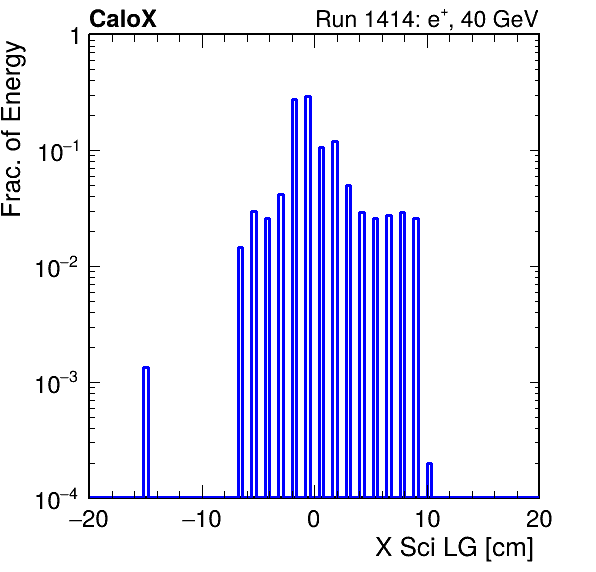 CaloX Run 1414: e⁺, 40 GeV
Frac. of Energy
1
10⁻¹
10⁻²
10⁻³
10⁻⁴
−20 −10 0 10 20
X Sci LG [cm]